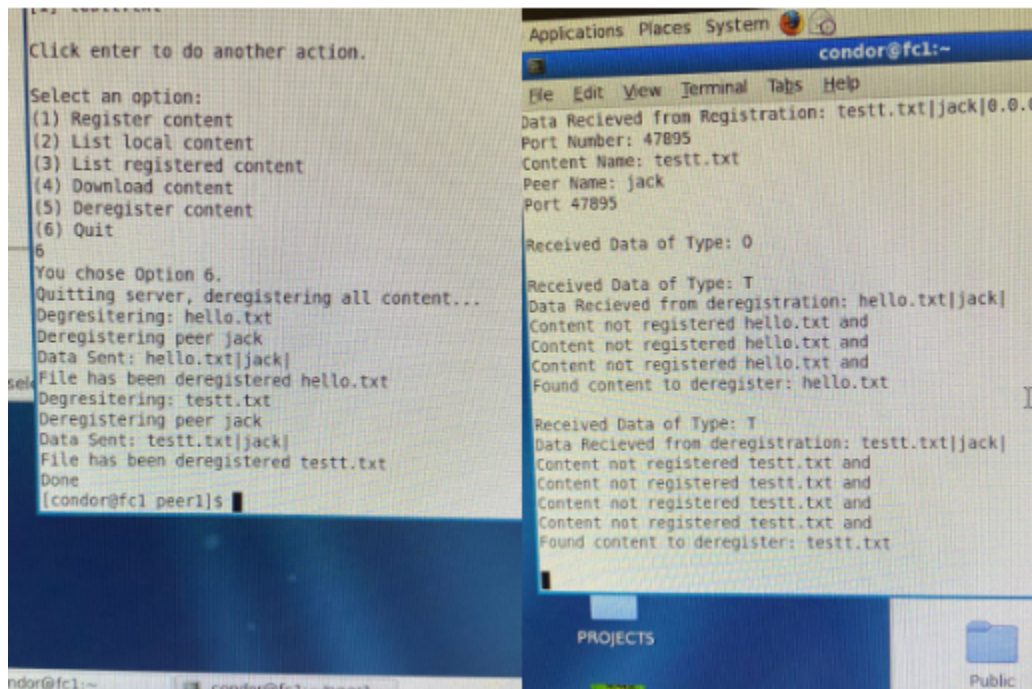 Click enter to do another action.
Select an option:
(1) Register content
(2) List local content
(3) List registered content
(4) Download content
(5) Deregister content
(6) Quit
6
You chose Option 6.
Quitting server, deregistering all content...
Degresitering: hello.txt
Deregistering peer jack
Data Sent: hello.txt|jack|
File has been deregistered hello.txt
Degresitering: testt.txt
Deregistering peer jack
Data Sent: testt.txt|jack|
File has been deregistered testt.txt
Done
[condor@fc1 peer1]$
Applications Places System
condor@fc1:~
File Edit View Terminal Tabs Help
Data Recieved from Registration: testt.txt|jack|0.0.
Port Number: 47895
Content Name: testt.txt
Peer Name: jack
Port 47895
Received Data of Type: O
Received Data of Type: T
Data Recieved from deregistration: hello.txt|jack|
Content not registered hello.txt and
Content not registered hello.txt and
Content not registered hello.txt and
Found content to deregister: hello.txt
Received Data of Type: T
Data Recieved from deregistration: testt.txt|jack|
Content not registered testt.txt and
Content not registered testt.txt and
Content not registered testt.txt and
Content not registered testt.txt and
Found content to deregister: testt.txt
PROJECTS
Public